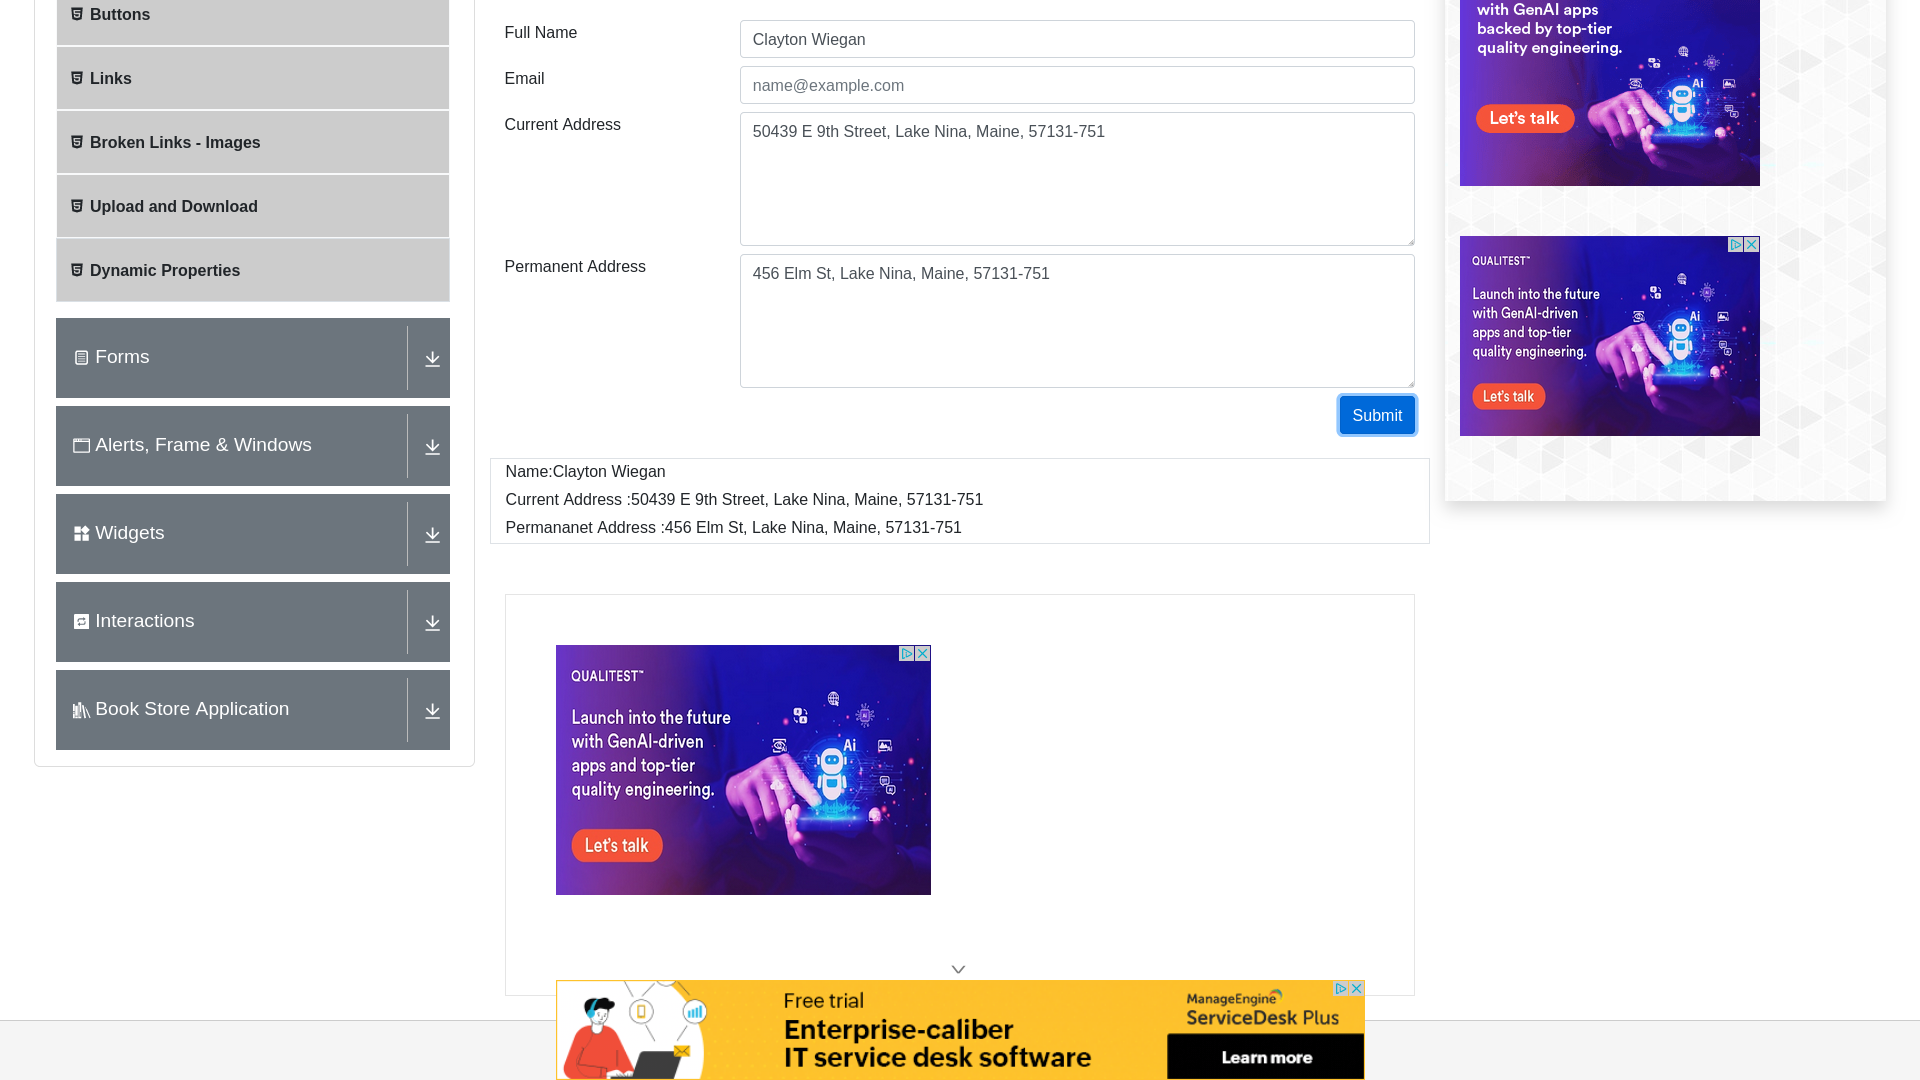 Buttons
Links
Broken Links - Images
Upload and Download
Dynamic Properties
Forms
Alerts, Frame & Windows
Widgets
Interactions
Book Store Application
Full Name
Clayton Wiegan
Email
name@example.com
Current Address
50439 E 9th Street, Lake Nina, Maine, 57131-751
Permanent Address
456 Elm St, Lake Nina, Maine, 57131-751
Submit
Name:Clayton Wiegan
Current Address :50439 E 9th Street, Lake Nina, Maine, 57131-751
Permananet Address :456 Elm St, Lake Nina, Maine, 57131-751
QUALITEST™
Launch into the future
with GenAI-driven
apps and top-tier
quality engineering.
Let's talk
Ai
Free trial
Enterprise-caliber
IT service desk software
ManageEngine
ServiceDesk Plus
Learn more
with GenAI apps
backed by top-tier
quality engineering.
Let's talk
Ai
QUALITEST™
Launch into the future
with GenAI-driven
apps and top-tier
quality engineering.
Let's talk
Ai